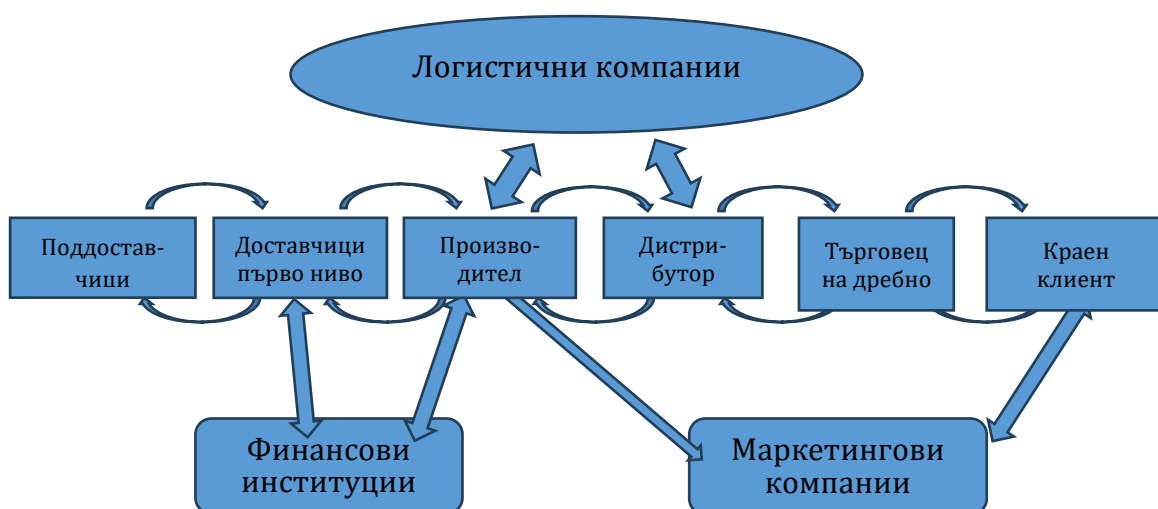 Логистични компании
Поддостав-
чици
Доставчици
първо ниво
Произво-
дител
Дистри-
бутор
Търговец
на дребно
Краен
клиент
Финансови
институции
Маркетингови
компании